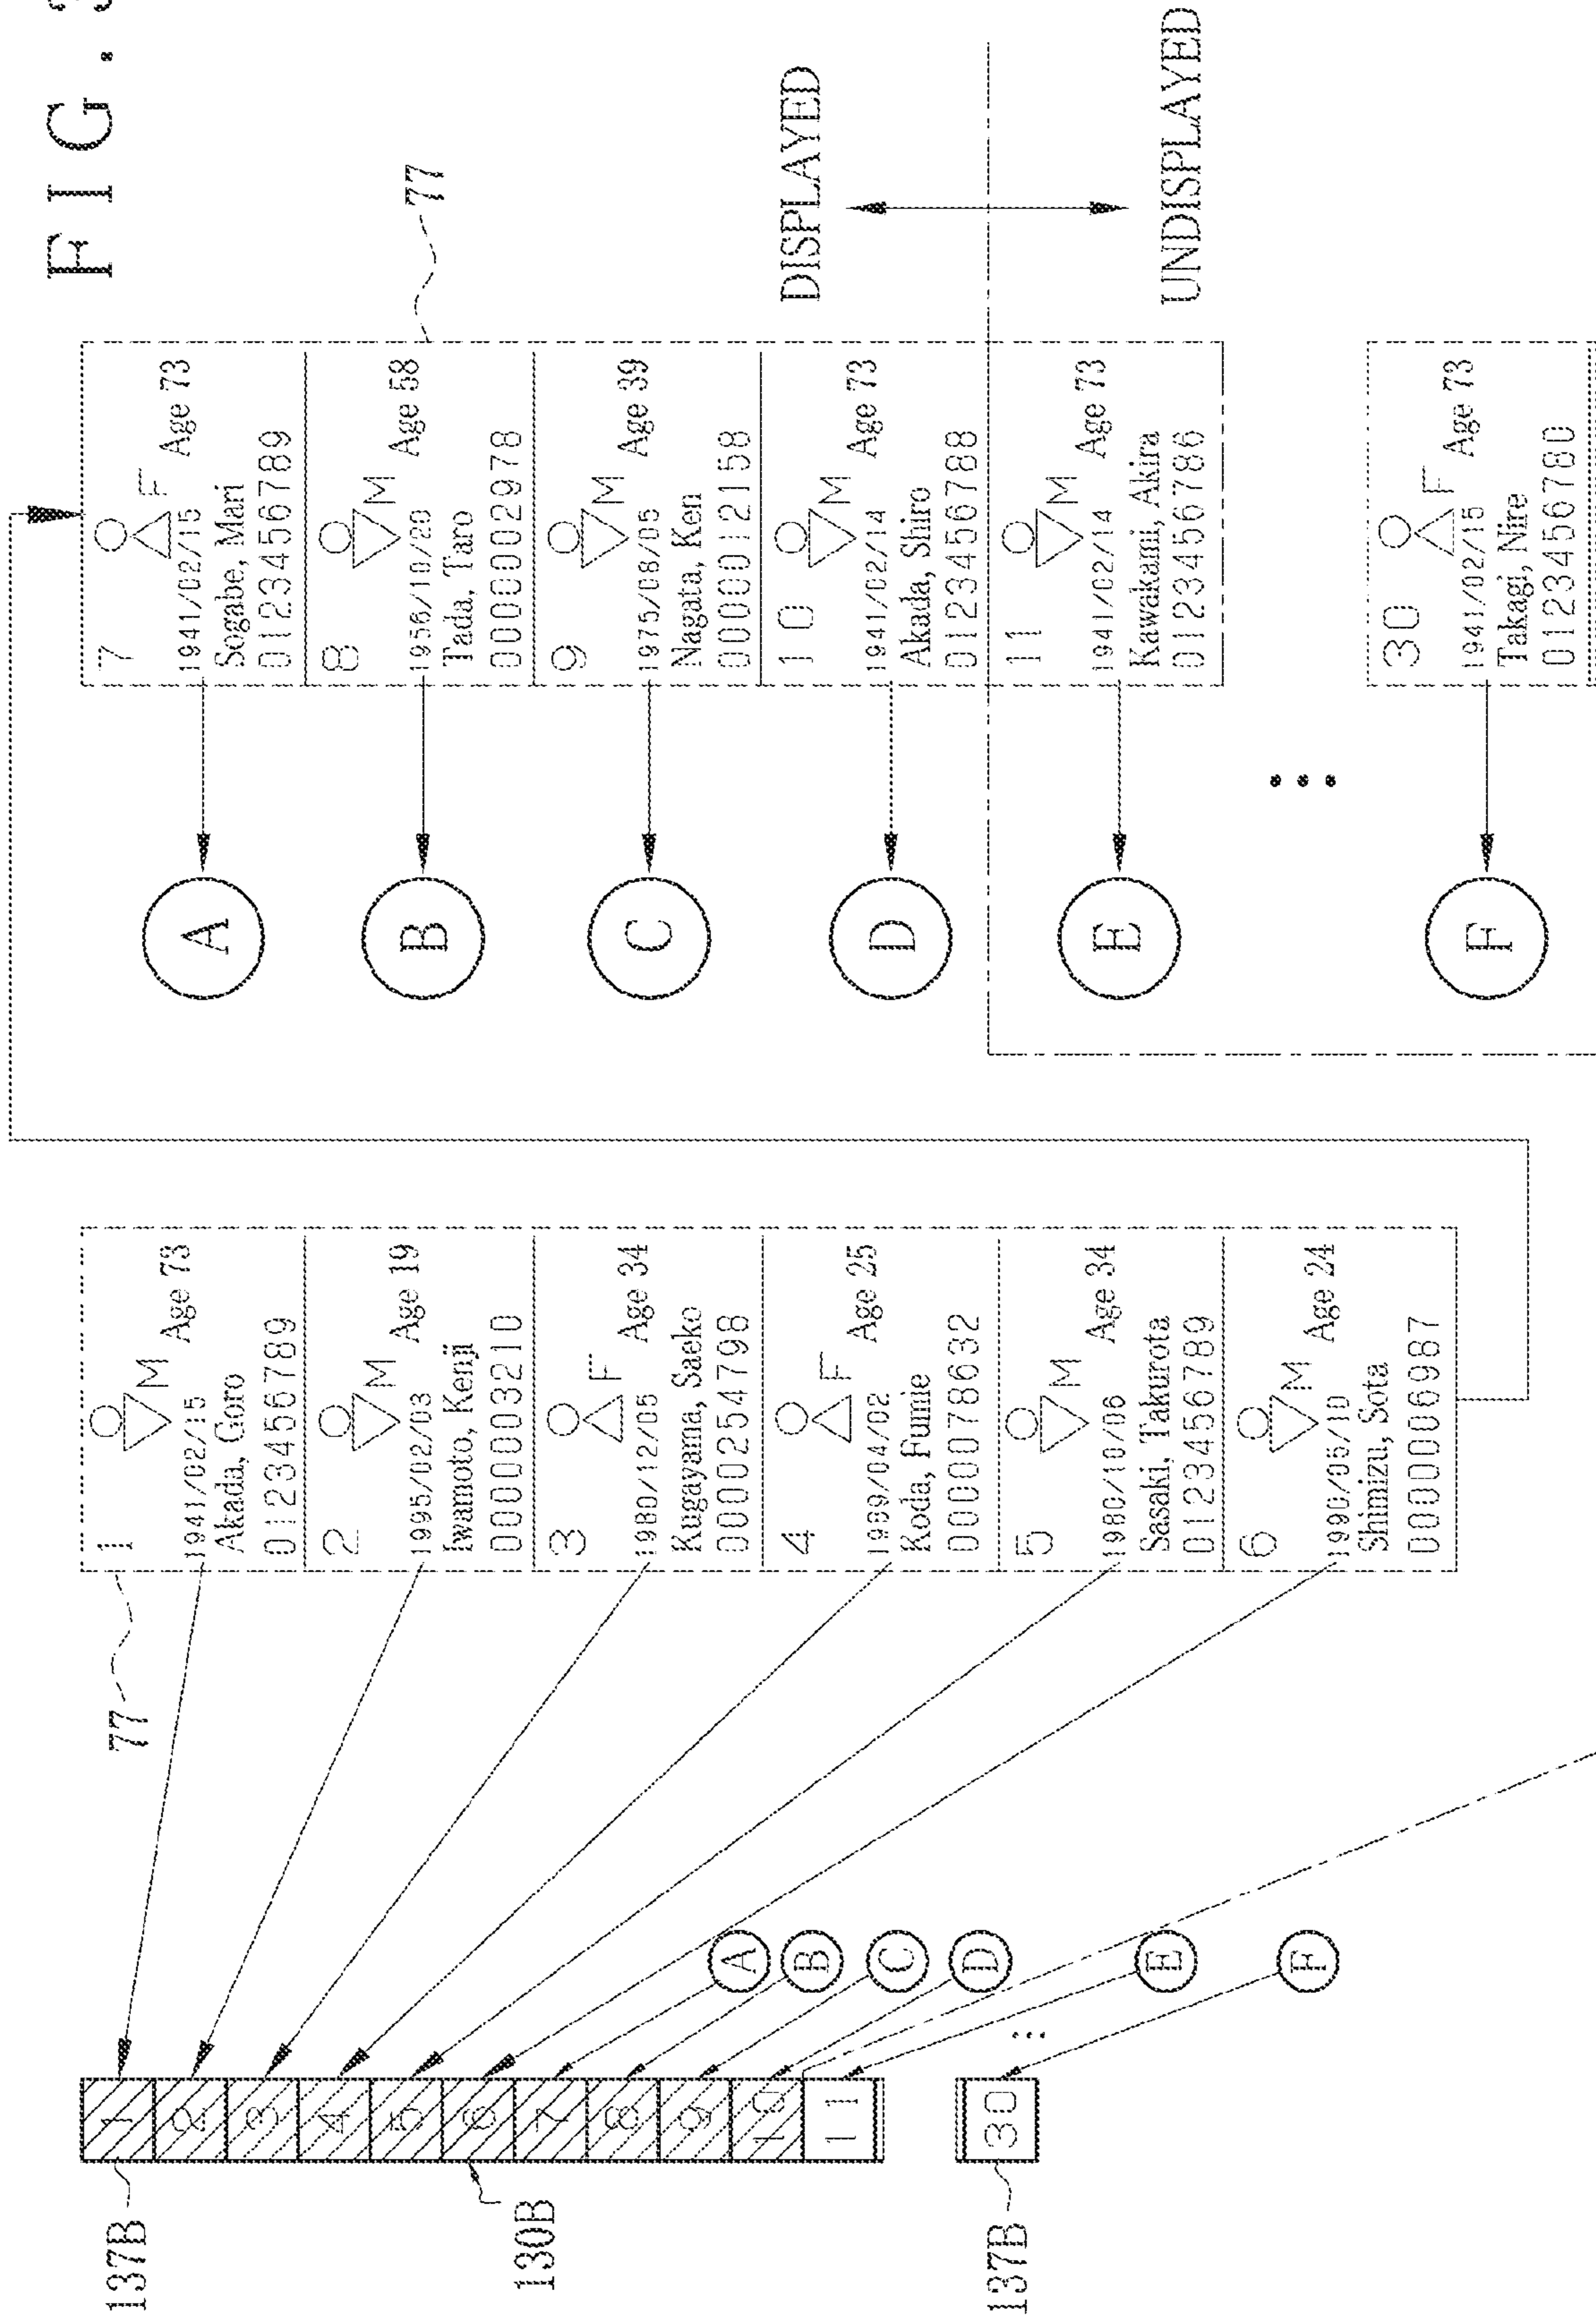 FIG. 3
137B
1
2
3
4
5
6
7
8
9
10
11
130B
137B
30
A
B
C
D
E
F
...
77
1 M
1941/02/15 Age 73
Akada, Goro
0123456789
2 M
1995/02/03 Age 19
Iwamoto, Kenji
0000003210
3 F
1980/12/05 Age 34
Kugayama, Saeko
0000254798
4 F
1989/04/02 Age 25
Koda, Fumie
0000078632
5 M
1980/10/06 Age 34
Sasaki, Takurota
0123456789
6 M
1990/05/10 Age 24
Shimizu, Sota
0000006987
A
B
C
D
E
F
...
77
7 F
1941/02/15 Age 73
Sogabe, Mari
0123456789
8 M
1956/10/20 Age 58
Tada, Taro
0000002978
9 M
1975/08/05 Age 39
Nagata, Ken
0000012158
10 M
1941/02/14 Age 73
Akada, Shiro
0123456788
11 M
1941/02/14 Age 73
Kawakami, Akira
0123456786
30 F
1941/02/15 Age 73
Takagi, Nire
0123456780
DISPLAYED
UNDISPLAYED